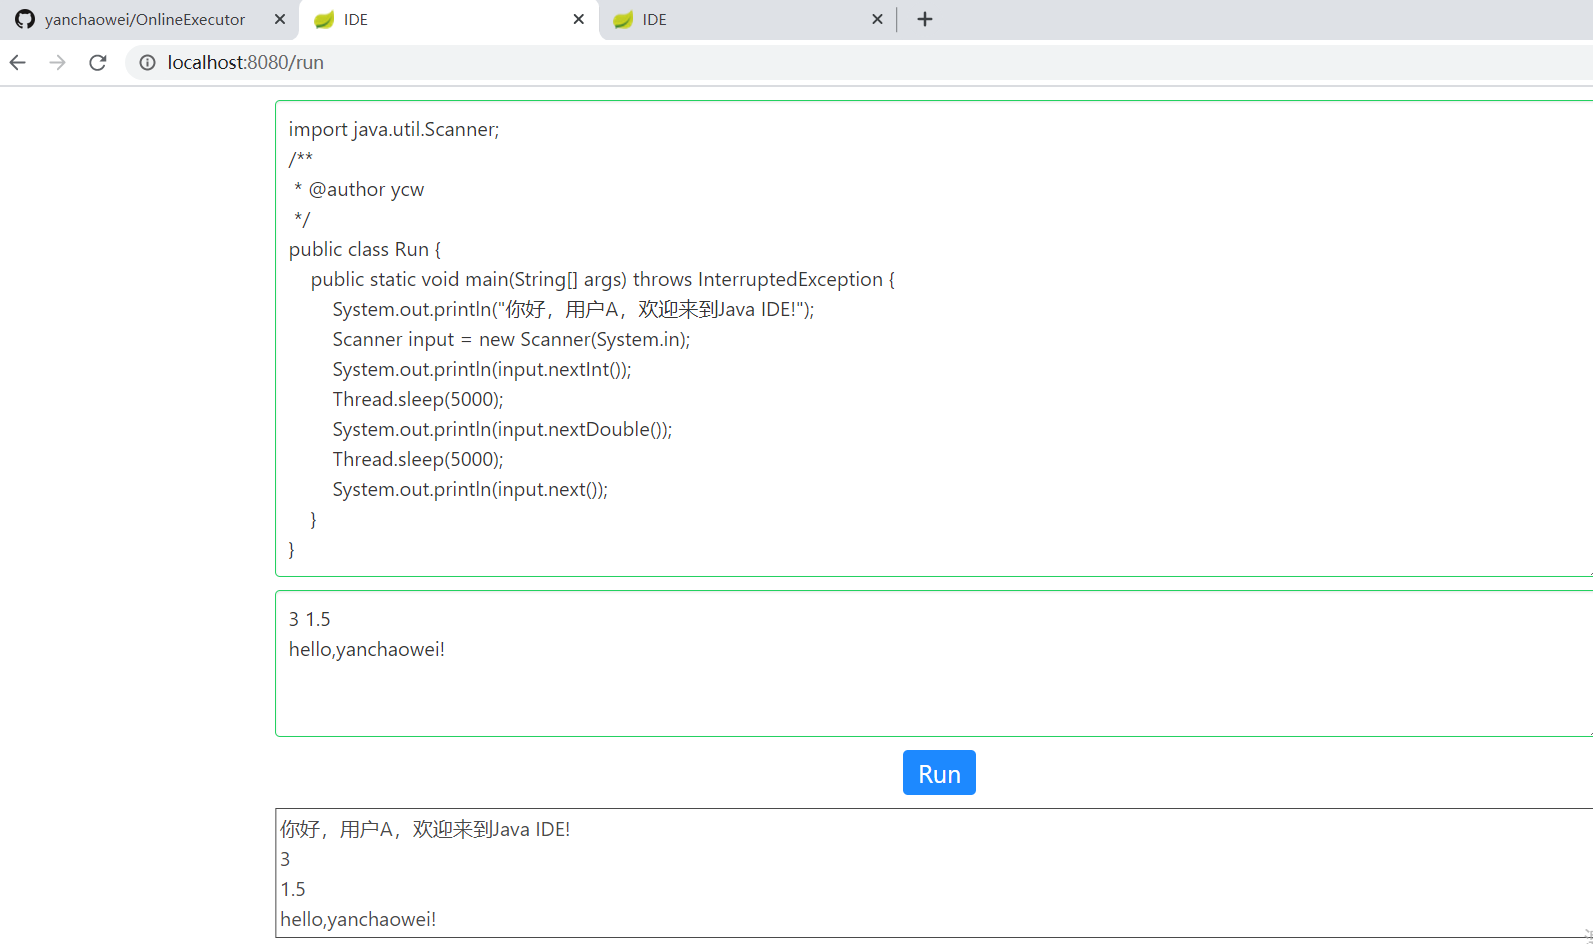 yanchaowei/OnlineExecutor
IDE
IDE
localhost:8080/run
import java.util.Scanner;
/**
 * @author ycw
 */
public class Run {
    public static void main(String[] args) throws InterruptedException {
        System.out.println("你好，用户A，欢迎来到Java IDE!");
        Scanner input = new Scanner(System.in);
        System.out.println(input.nextInt());
        Thread.sleep(5000);
        System.out.println(input.nextDouble());
        Thread.sleep(5000);
        System.out.println(input.next());
    }
}
3 1.5
hello,yanchaowei!
Run
你好，用户A，欢迎来到Java IDE!
3
1.5
hello,yanchaowei!